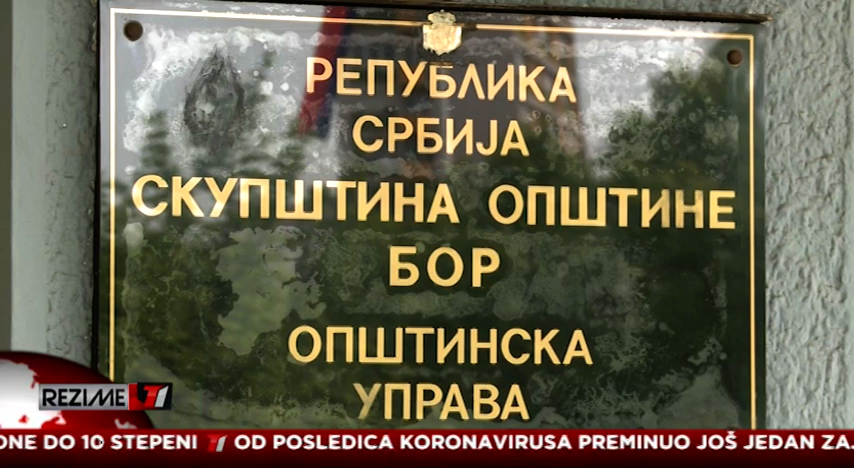 РЕПУБЛИКА
СРБИЈА
СКУПШТИНА ОПШТИНЕ
БОР
ОПШТИНСКА
УПРАВА
REZIME T1
ONE DO 10 STEPENI T1 OD POSLEDICA KORONAVIRUSA PREMINUO JOŠ JEDAN ZAJ